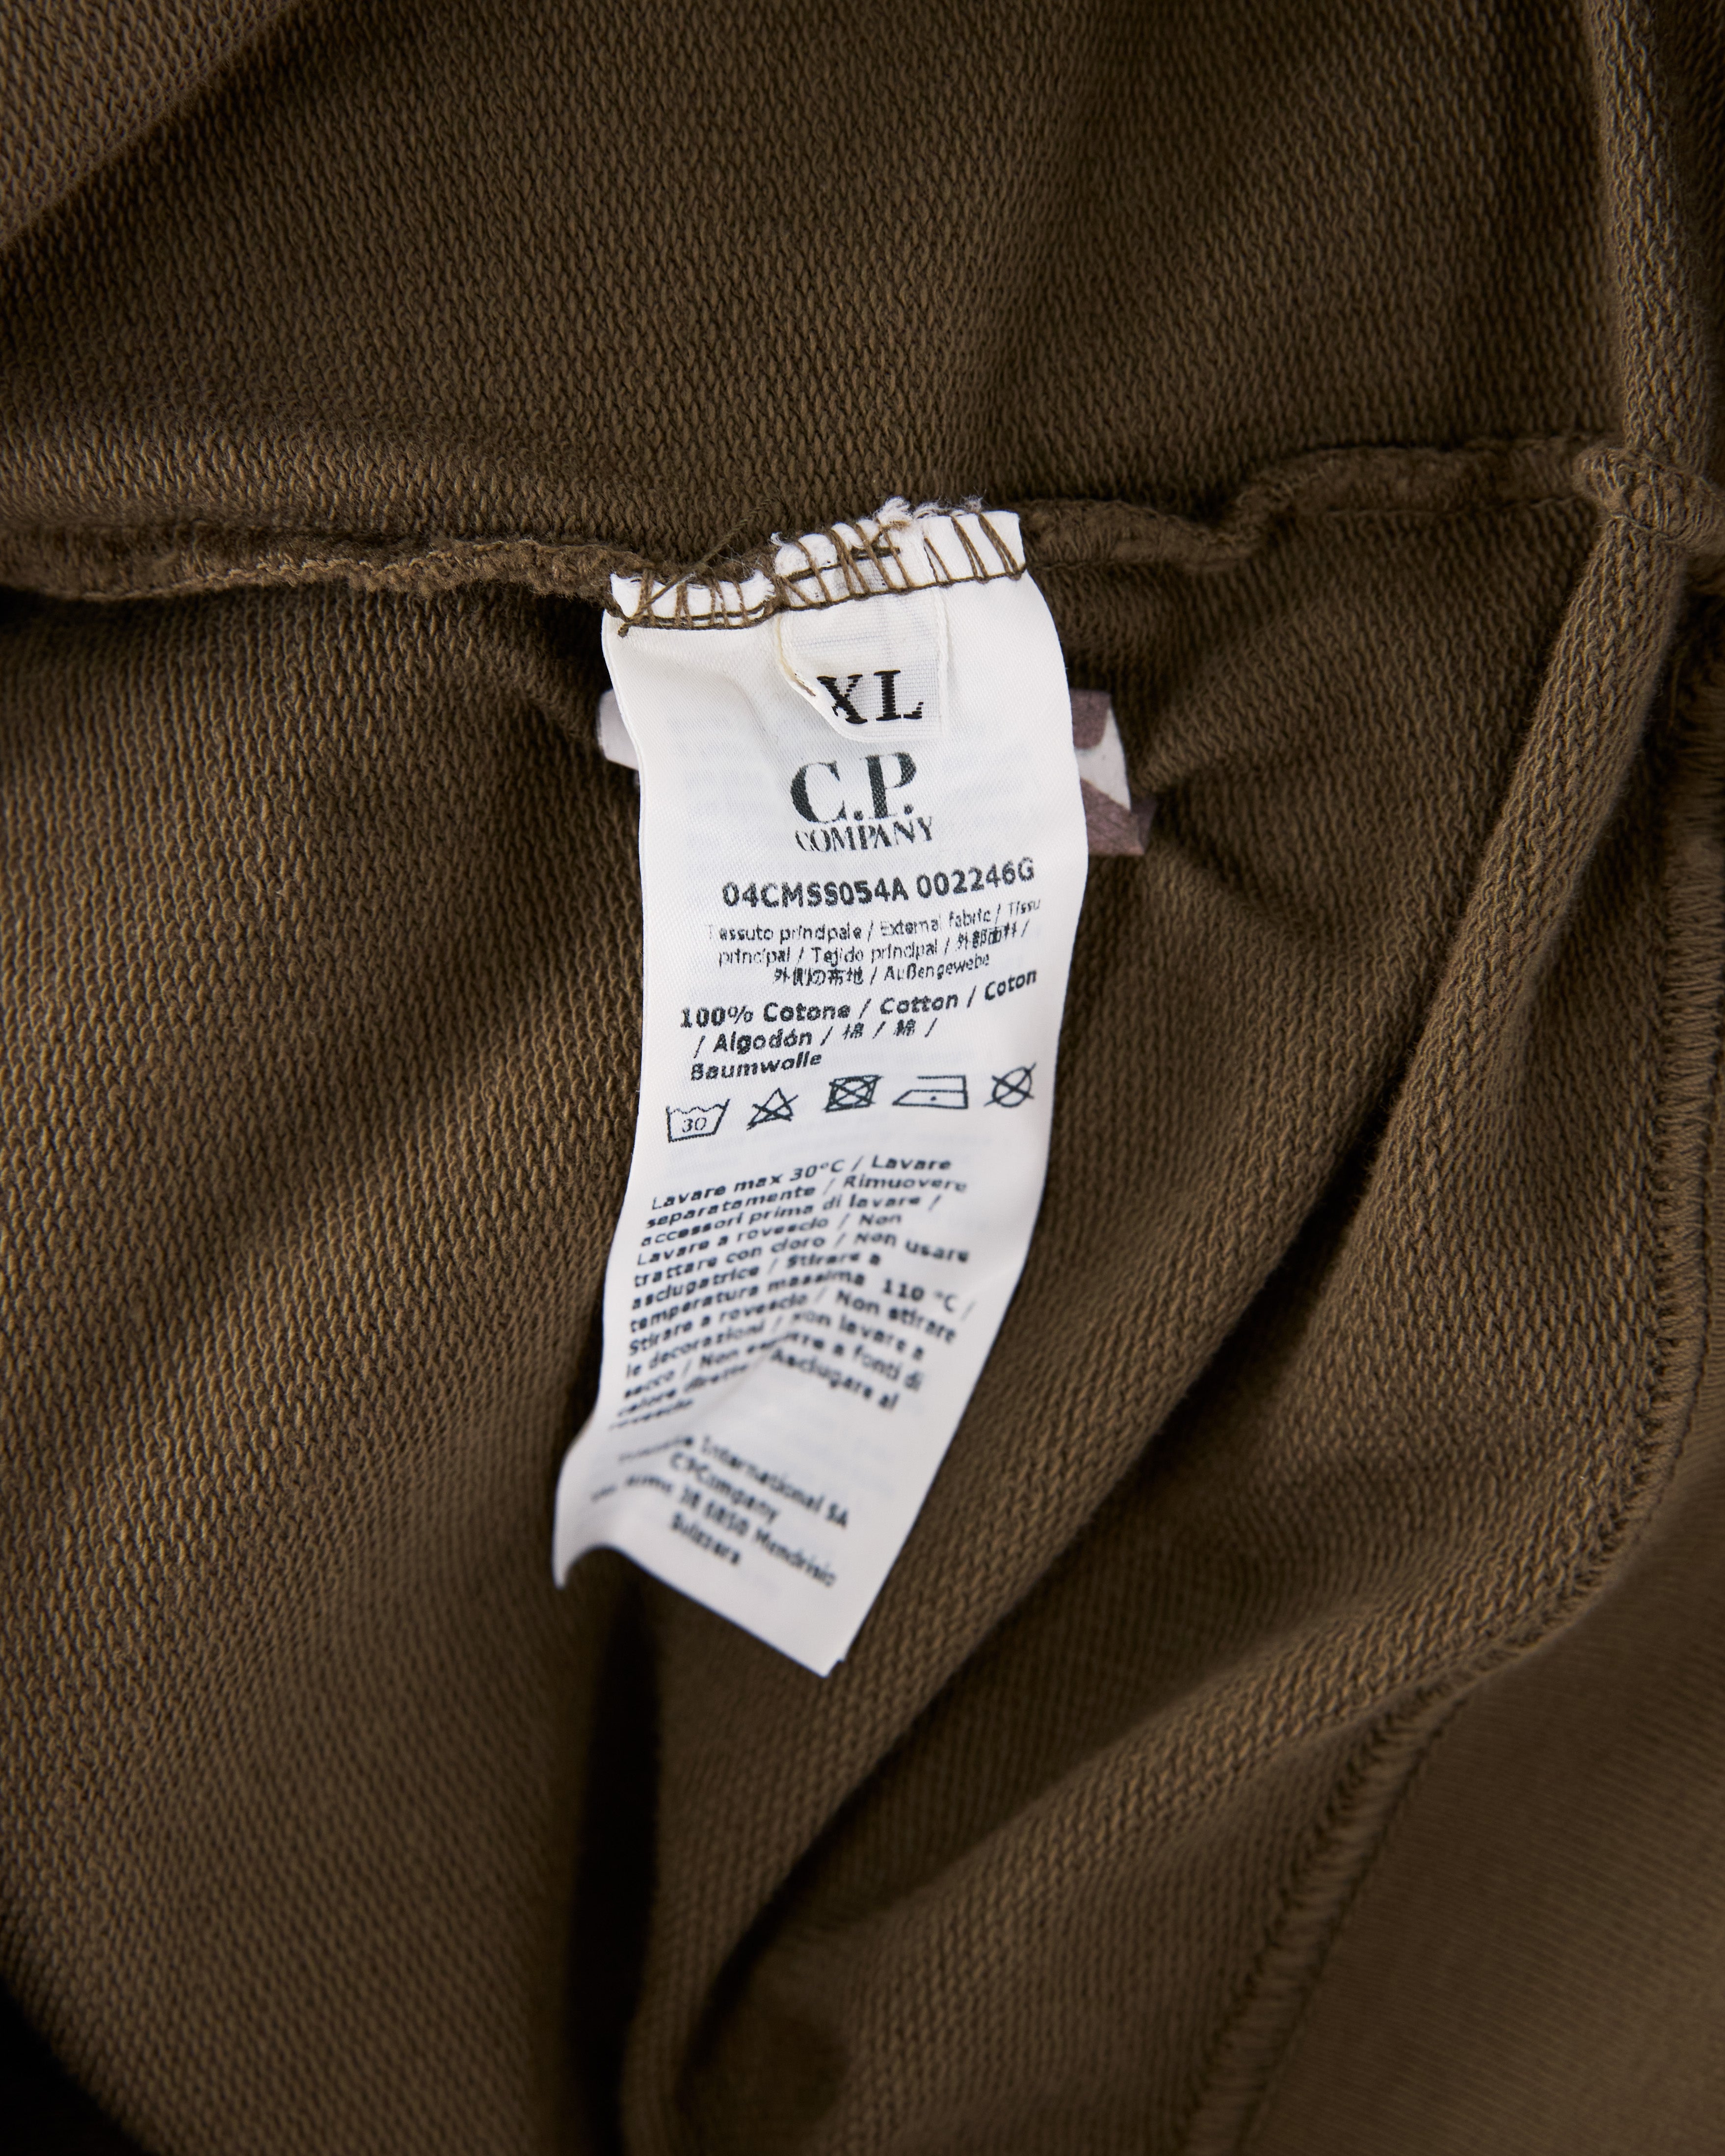 XL
C.P.
COMPANY
04CMSS054A 002246G
Tessuto principale / External fabric / Tissu
principal / Tejido principal / 外部面料 /
外側の布地 / Außengewebe
100% Cotone / Cotton / Coton
/ Algodón / 棉 / 綿 /
Baumwolle
30
Lavare max 30°C / Lavare
separatamente / Rimuovere
accessori prima di lavare /
Lavare a rovescio / Non
trattare con cloro / Non usare
asciugatrice / Stirare a
temperatura massima 110 °C /
Stirare a rovescio / Non stirare
le decorazioni / Non lavare a
secco / Non a fonti di
calore dirette / Asciugare al
rovescio
International SA
CPCompany
38 6850 Mendrisio
Svizzera